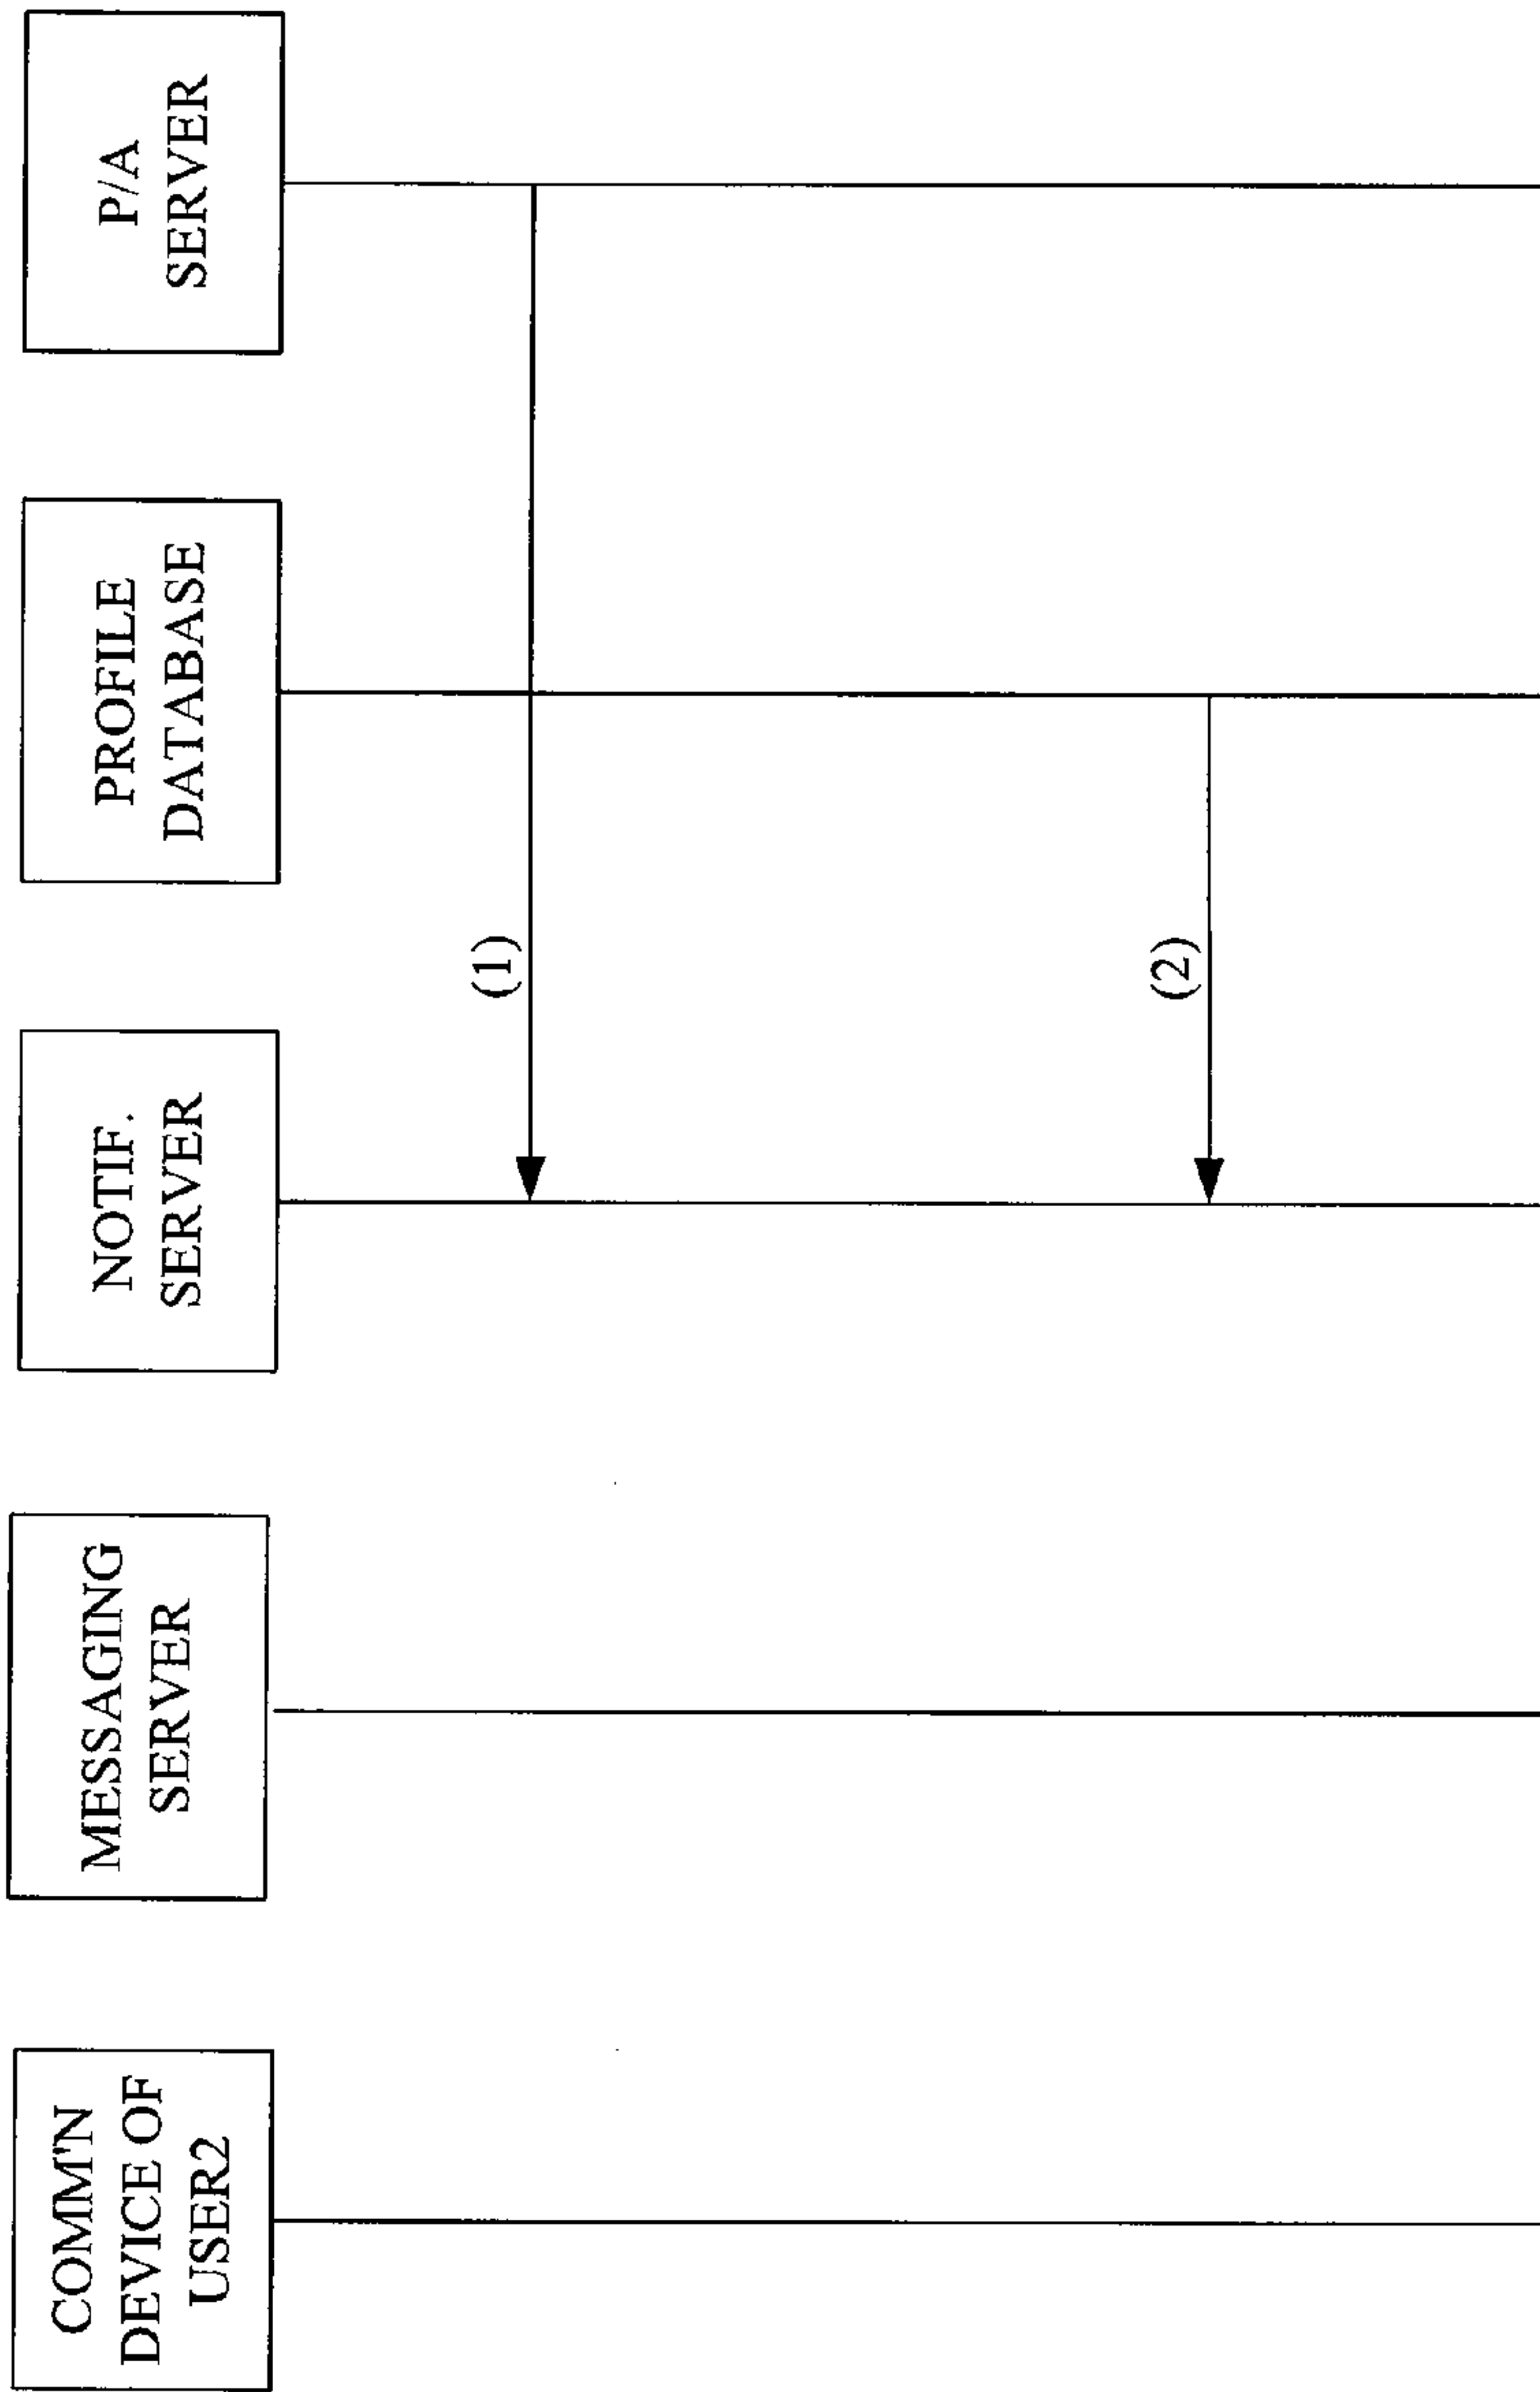 COMM'N
DEVICE OF
USER2
MESSAGING
SERVER
NOTIF.
SERVER
PROFILE
DATABASE
P/A
SERVER
(1)
(2)